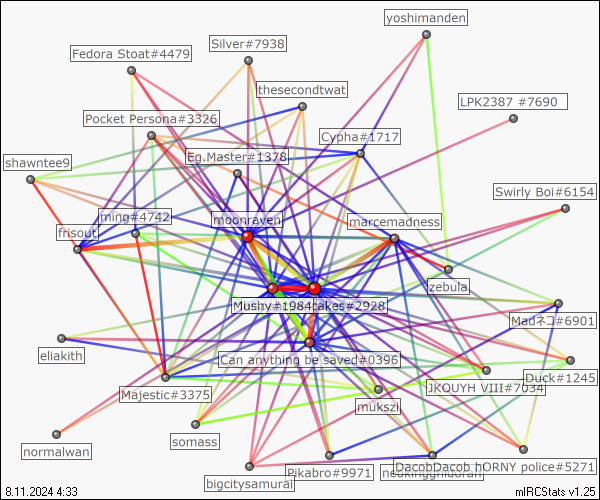 yoshimanden
Silver#7938
Fedora Stoat#4479
thesecondtwat
LPK2387 #7690
Pocket Persona#3326
Cypha#1717
Eg.Master#1378
shawntee9
Swirly Boi#6154
ming#4742
moonraven
marcemadness
frisout
zebula
Mushy#1984
cakes#2928
Madネコ#6901
eliakith
Can anything be saved#0396
Duck#1245
JKQUYH VIII#7034
Majestic#3375
mukszi
somass
normalwan
DacobDacob hORNY police#5271
Pikabro#9971
bigcitysamurai
8.11.2024 4:33
mIRCStats v1.25